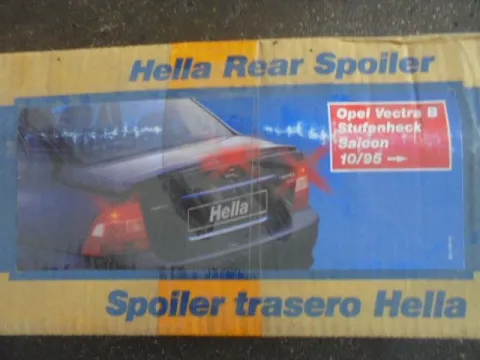 Hella Rear Spoiler
Opel Vectra B
Stufenheck
Saloon
10/95 →
Hella
Spoiler trasero Hella